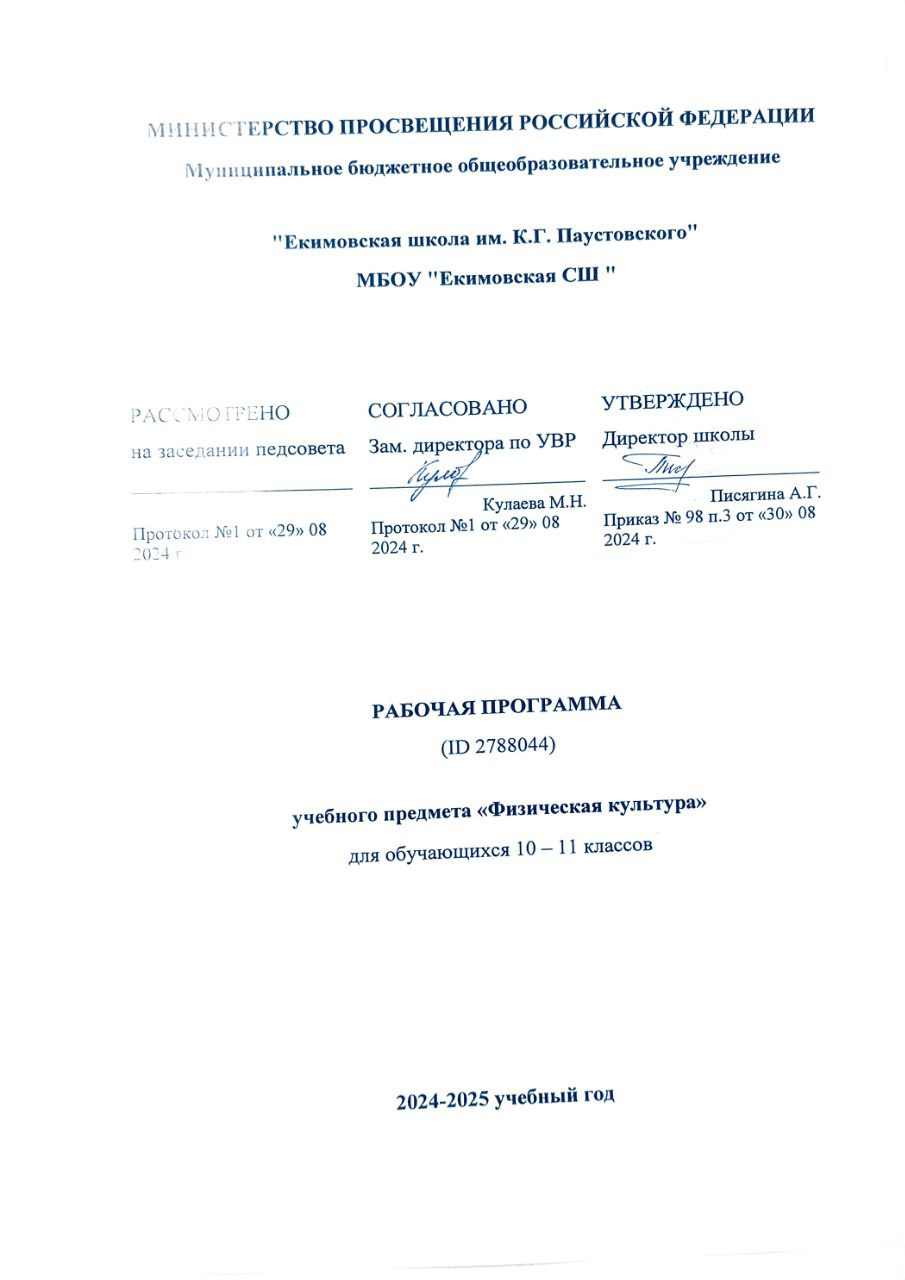 МИНИСТЕРСТВО ПРОСВЕЩЕНИЯ РОССИЙСКОЙ ФЕДЕРАЦИИ
Муниципальное бюджетное общеобразовательное учреждение
"Екимовская школа им. К.Г. Паустовского"
МБОУ "Екимовская СШ "
РАССМОТРЕНО
на заседании педсовета
Протокол №1 от «29» 08
2024 г.
СОГЛАСОВАНО
Зам. директора по УВР
Кулаева М.Н.
Протокол №1 от «29» 08
2024 г.
УТВЕРЖДЕНО
Директор школы
Писягина А.Г.
Приказ № 98 п.3 от «30» 08
2024 г.
РАБОЧАЯ ПРОГРАММА
(ID 2788044)
учебного предмета «Физическая культура»
для обучающихся 10 – 11 классов
2024-2025 учебный год